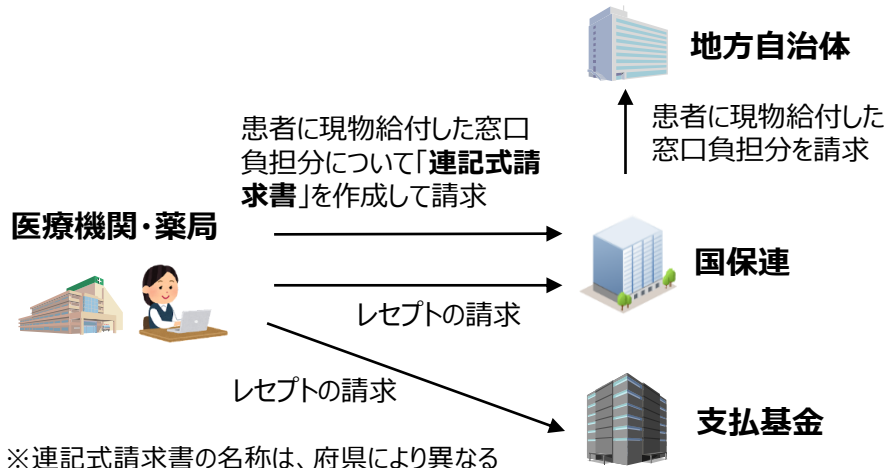 地方自治体
患者に現物給付した
窓口負担分を請求
患者に現物給付した窓口
負担分について「連記式請
求書」を作成して請求
医療機関・薬局
国保連
レセプトの請求
レセプトの請求
支払基金
※連記式請求書の名称は、府県により異なる